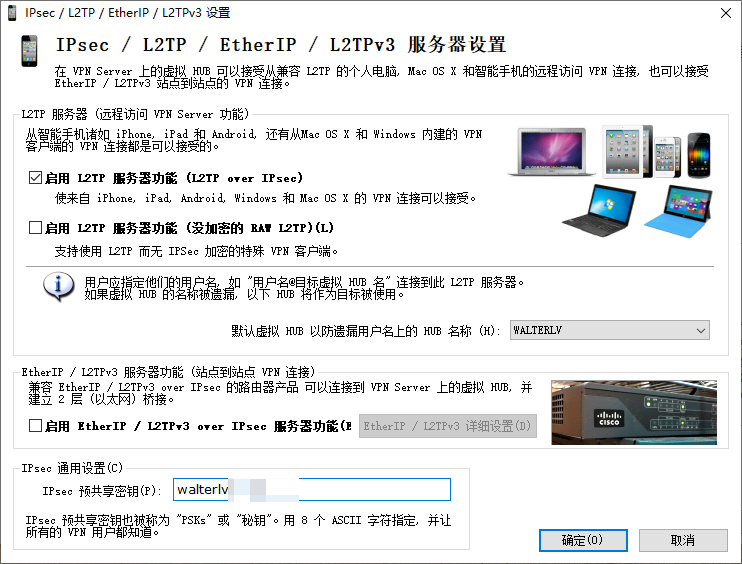 IPsec / L2TP / EtherIP / L2TPv3 设置
IPsec / L2TP / EtherIP / L2TPv3 服务器设置
在 VPN Server 上的虚拟 HUB 可以接受从兼容 L2TP 的个人电脑, Mac OS X 和智能手机的远程访问 VPN 连接, 也可以接受
EtherIP / L2TPv3 站点到站点的 VPN 连接。
L2TP 服务器 (远程访问 VPN Server 功能)
从智能手机诸如 iPhone, iPad 和 Android, 还有从Mac OS X 和 Windows 内建的 VPN
客户端的 VPN 连接都是可以接受的。
启用 L2TP 服务器功能 (L2TP over IPsec)
使来自 iPhone, iPad, Android, Windows 和 Mac OS X 的 VPN 连接可以接受。
启用 L2TP 服务器功能 (没加密的 RAW L2TP)(L)
支持使用 L2TP 而无 IPSec 加密的特殊 VPN 客户端。
用户应指定他们的用户名, 如 "用户名@目标虚拟 HUB 名" 连接到此 L2TP 服务器。
如果虚拟 HUB 的名称被遗漏, 以下 HUB 将作为目标被使用。
默认虚拟 HUB 以防遗漏用户名上的 HUB 名称 (H):
WALTERLV
EtherIP / L2TPv3 服务器功能 (站点到站点 VPN 连接)
兼容 EtherIP / L2TPv3 over IPsec 的路由器产品 可以连接到 VPN Server 上的虚拟 HUB, 并
建立 2 层 (以太网) 桥接。
启用 EtherIP / L2TPv3 over IPsec 服务器功能(E
EtherIP / L2TPv3 详细设置(D)
CISCO
IPsec 通用设置(C)
IPsec 预共享密钥(P):
walterlv
IPsec 预共享密钥也被称为 "PSKs" 或 "秘钥"。用 8 个 ASCII 字符指定, 并让
所有的 VPN 用户都知道。
确定(O)
取消